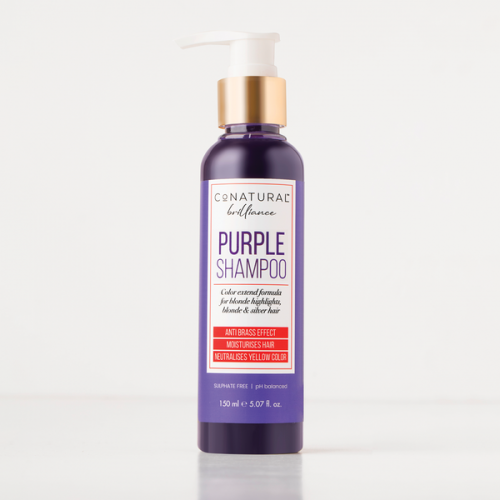 CoNATURAL™
brilliance
PURPLE
SHAMPOO
Color extend formula
for blonde highlights,
blonde & silver hair
ANTI BRASS EFFECT
MOISTURISES HAIR
NEUTRALISES YELLOW COLOR
SULPHATE FREE | pH balanced
150 ml ℮ 5.07 fl. oz.